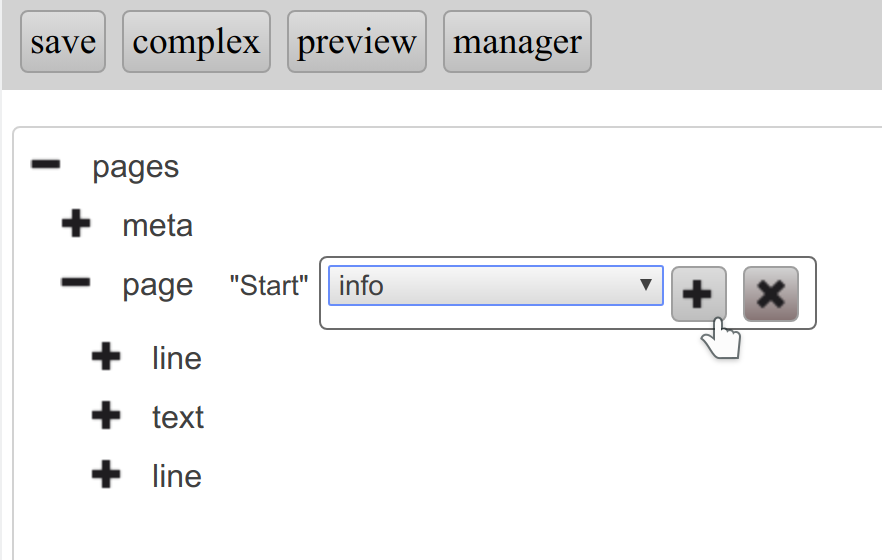 save complex preview manager
pages
meta
page "Start" info
line
text
line